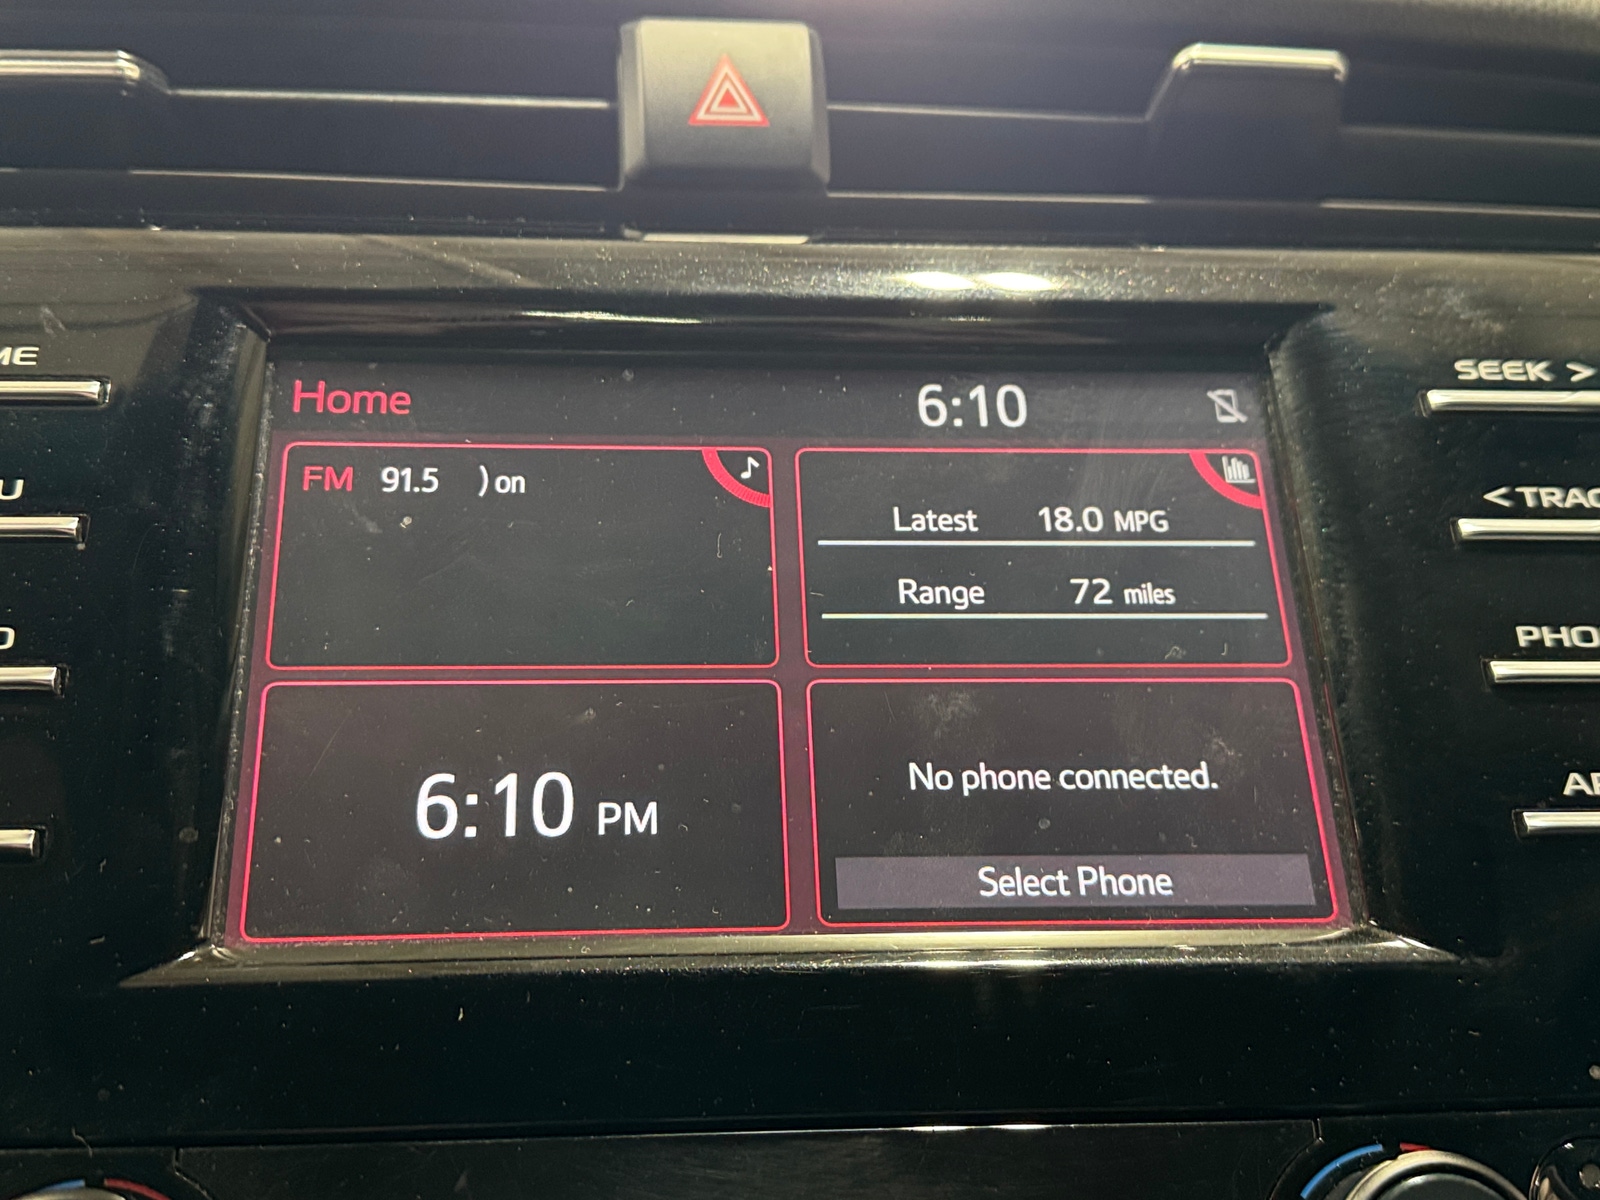 Home 6:10
FM 91.5 )on
Latest 18.0 MPG
Range 72 miles
6:10 PM
No phone connected.
Select Phone
ME
U
O
SEEK >
< TRAC
PHO